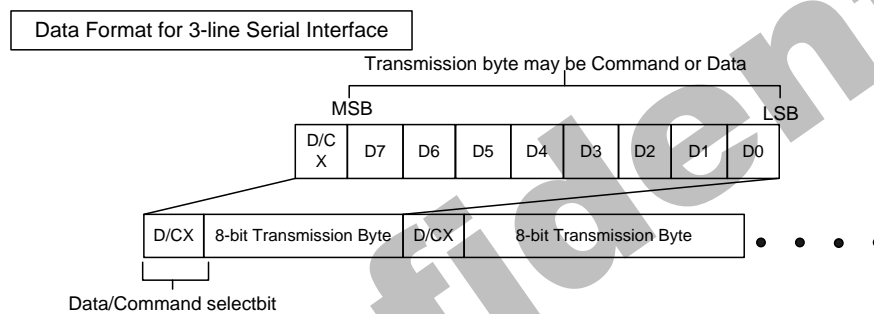 Data Format for 3-line Serial Interface
Transmission byte may be Command or Data
MSB
LSB
D/C
X
D7
D6
D5
D4
D3
D2
D1
D0
D/CX
8-bit Transmission Byte
D/CX
8-bit Transmission Byte
Data/Command selectbit